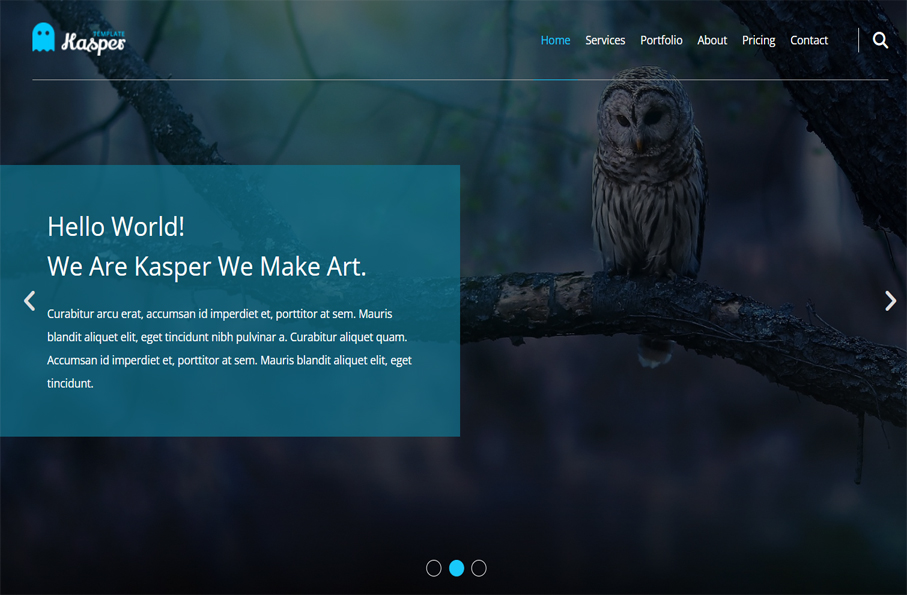 TEMPLATE
Kasper
Home Services Portfolio About Pricing Contact
Hello World!
We Are Kasper We Make Art.
Curabitur arcu erat, accumsan id imperdiet et, porttitor at sem. Mauris
blandit aliquet elit, eget tincidunt nibh pulvinar a. Curabitur aliquet quam.
Accumsan id imperdiet et, porttitor at sem. Mauris blandit aliquet elit, eget
tincidunt.